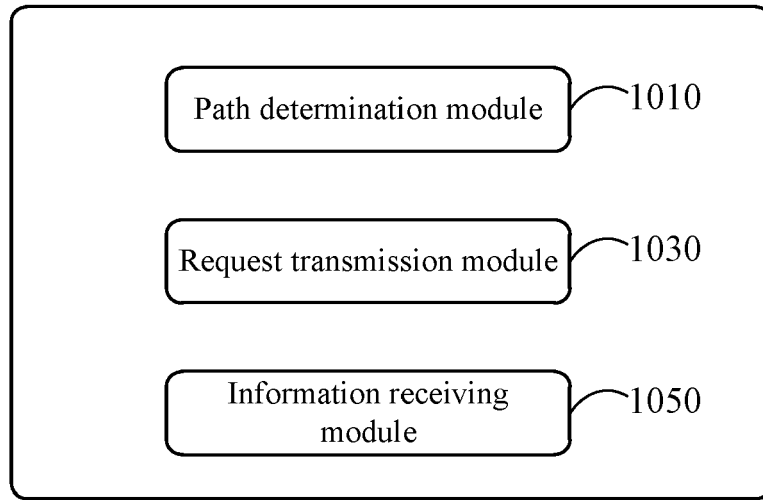 Path determination module
1010
Request transmission module
1030
Information receiving
module
1050